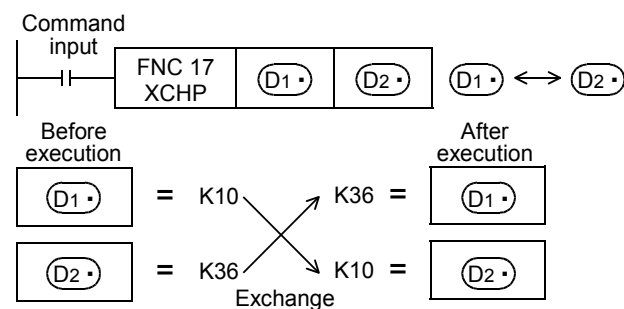 Command
input
FNC 17
XCHP
D1 ·
D2 ·
D1 · ↔ D2 ·
Before
execution
After
execution
D1 · = K10 K36 = D1 ·
D2 · = K36 K10 = D2 ·
Exchange